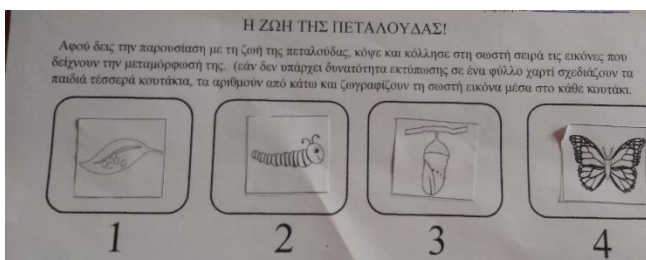 Η ΖΩΗ ΤΗΣ ΠΕΤΑΛΟΥΔΑΣ!
Αφού δεις την παρουσίαση με τη ζωή της πεταλούδας, κόψε και κόλλησε τη σωστή σειρά τις εικόνες που
δείχνουν την μεταμόρφωσή της. (εάν δεν υπάρχει δυνατότητα εκτύπωσης σε ένα φύλλο χαρτί σχεδιάζουν τα
παιδιά τέσσερά κουτάκια, τα αριθμούν από κάτω και ζωγραφίζουν τη σωστή εικόνα μέσα στο κάθε κουτάκι.
1 2 3 4